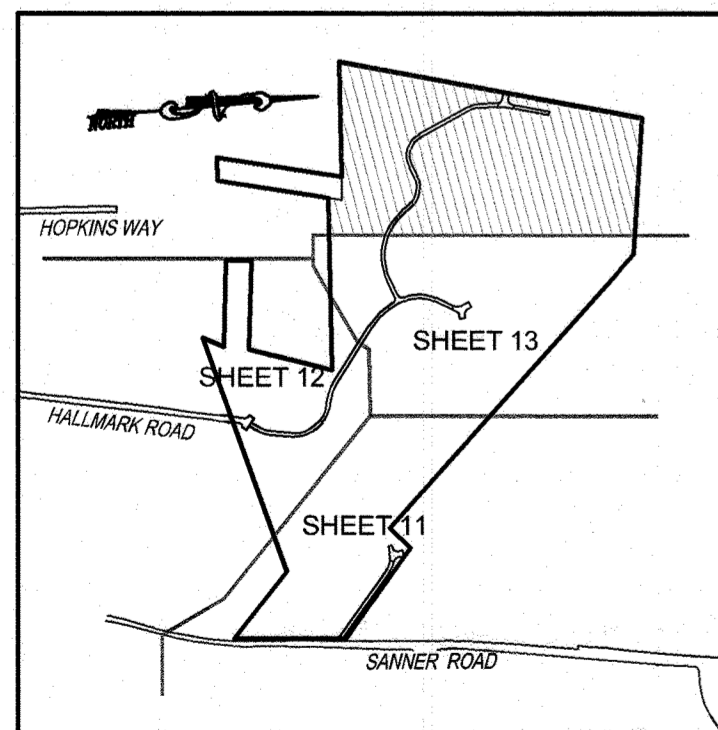 NORTH
HOPKINS WAY
SHEET 13
SHEET 12
HALLMARK ROAD
SHEET 11
SANNER ROAD